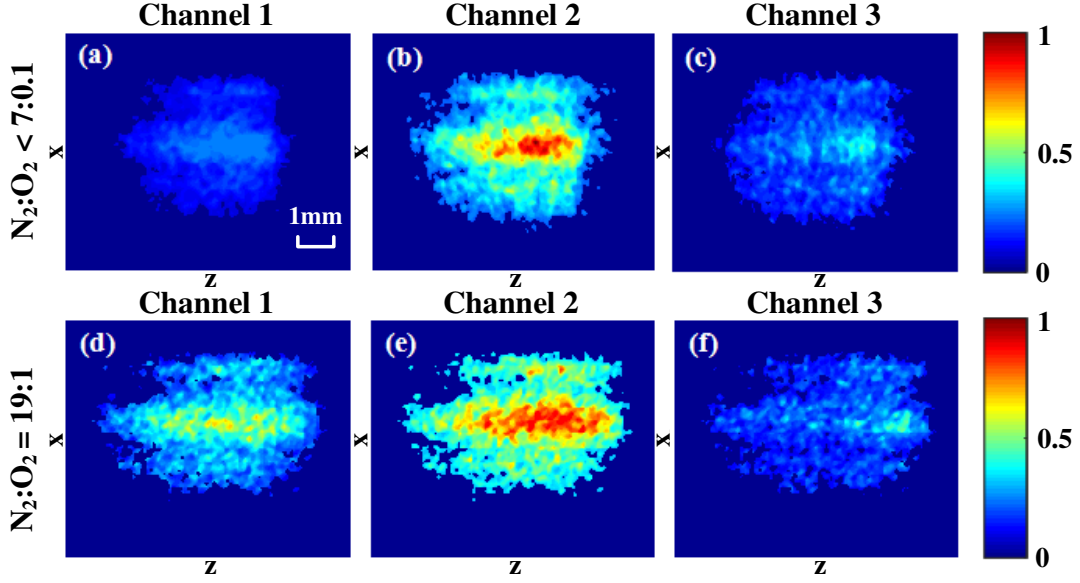 Channel 1 Channel 2 Channel 3
N₂:O₂ < 7:0.1
(a) (b) (c)
1
0.5
0
x x x
1mm
z z z
Channel 1 Channel 2 Channel 3
N₂:O₂ = 19:1
(d) (e) (f)
1
0.5
0
x x x
z z z